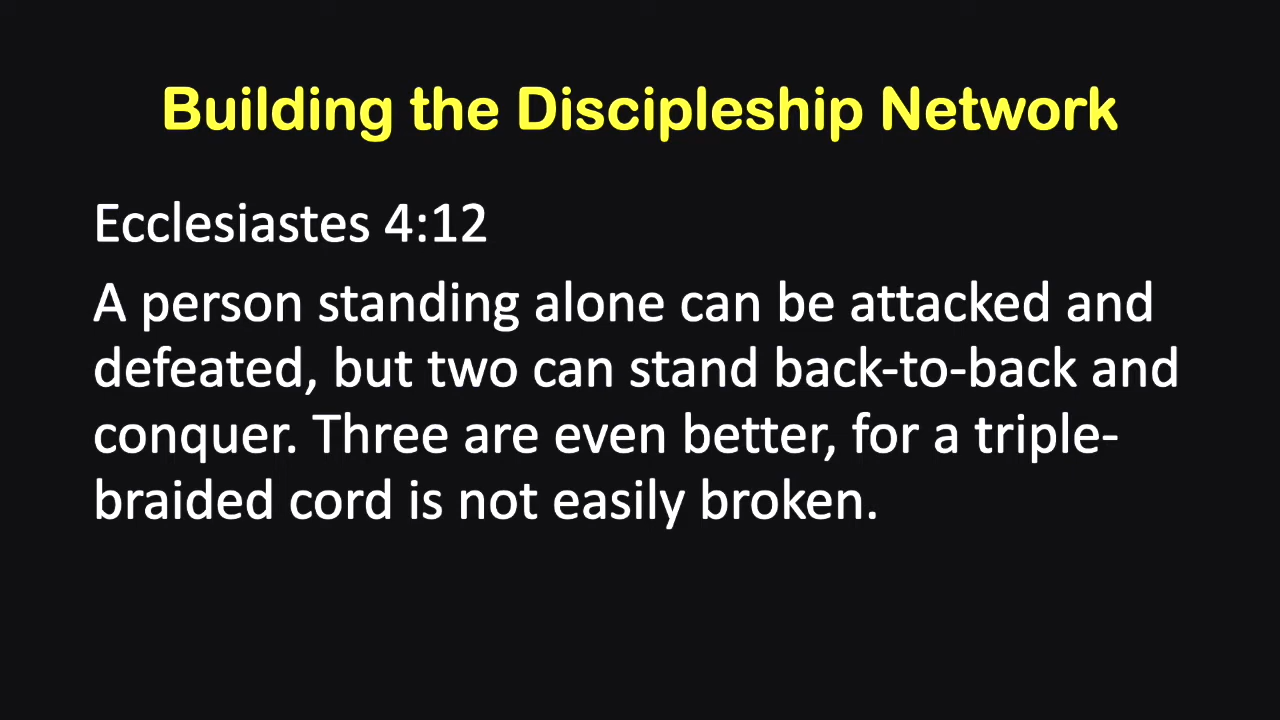 Building the Discipleship Network
Ecclesiastes 4:12
A person standing alone can be attacked and
defeated, but two can stand back-to-back and
conquer. Three are even better, for a triple-
braided cord is not easily broken.